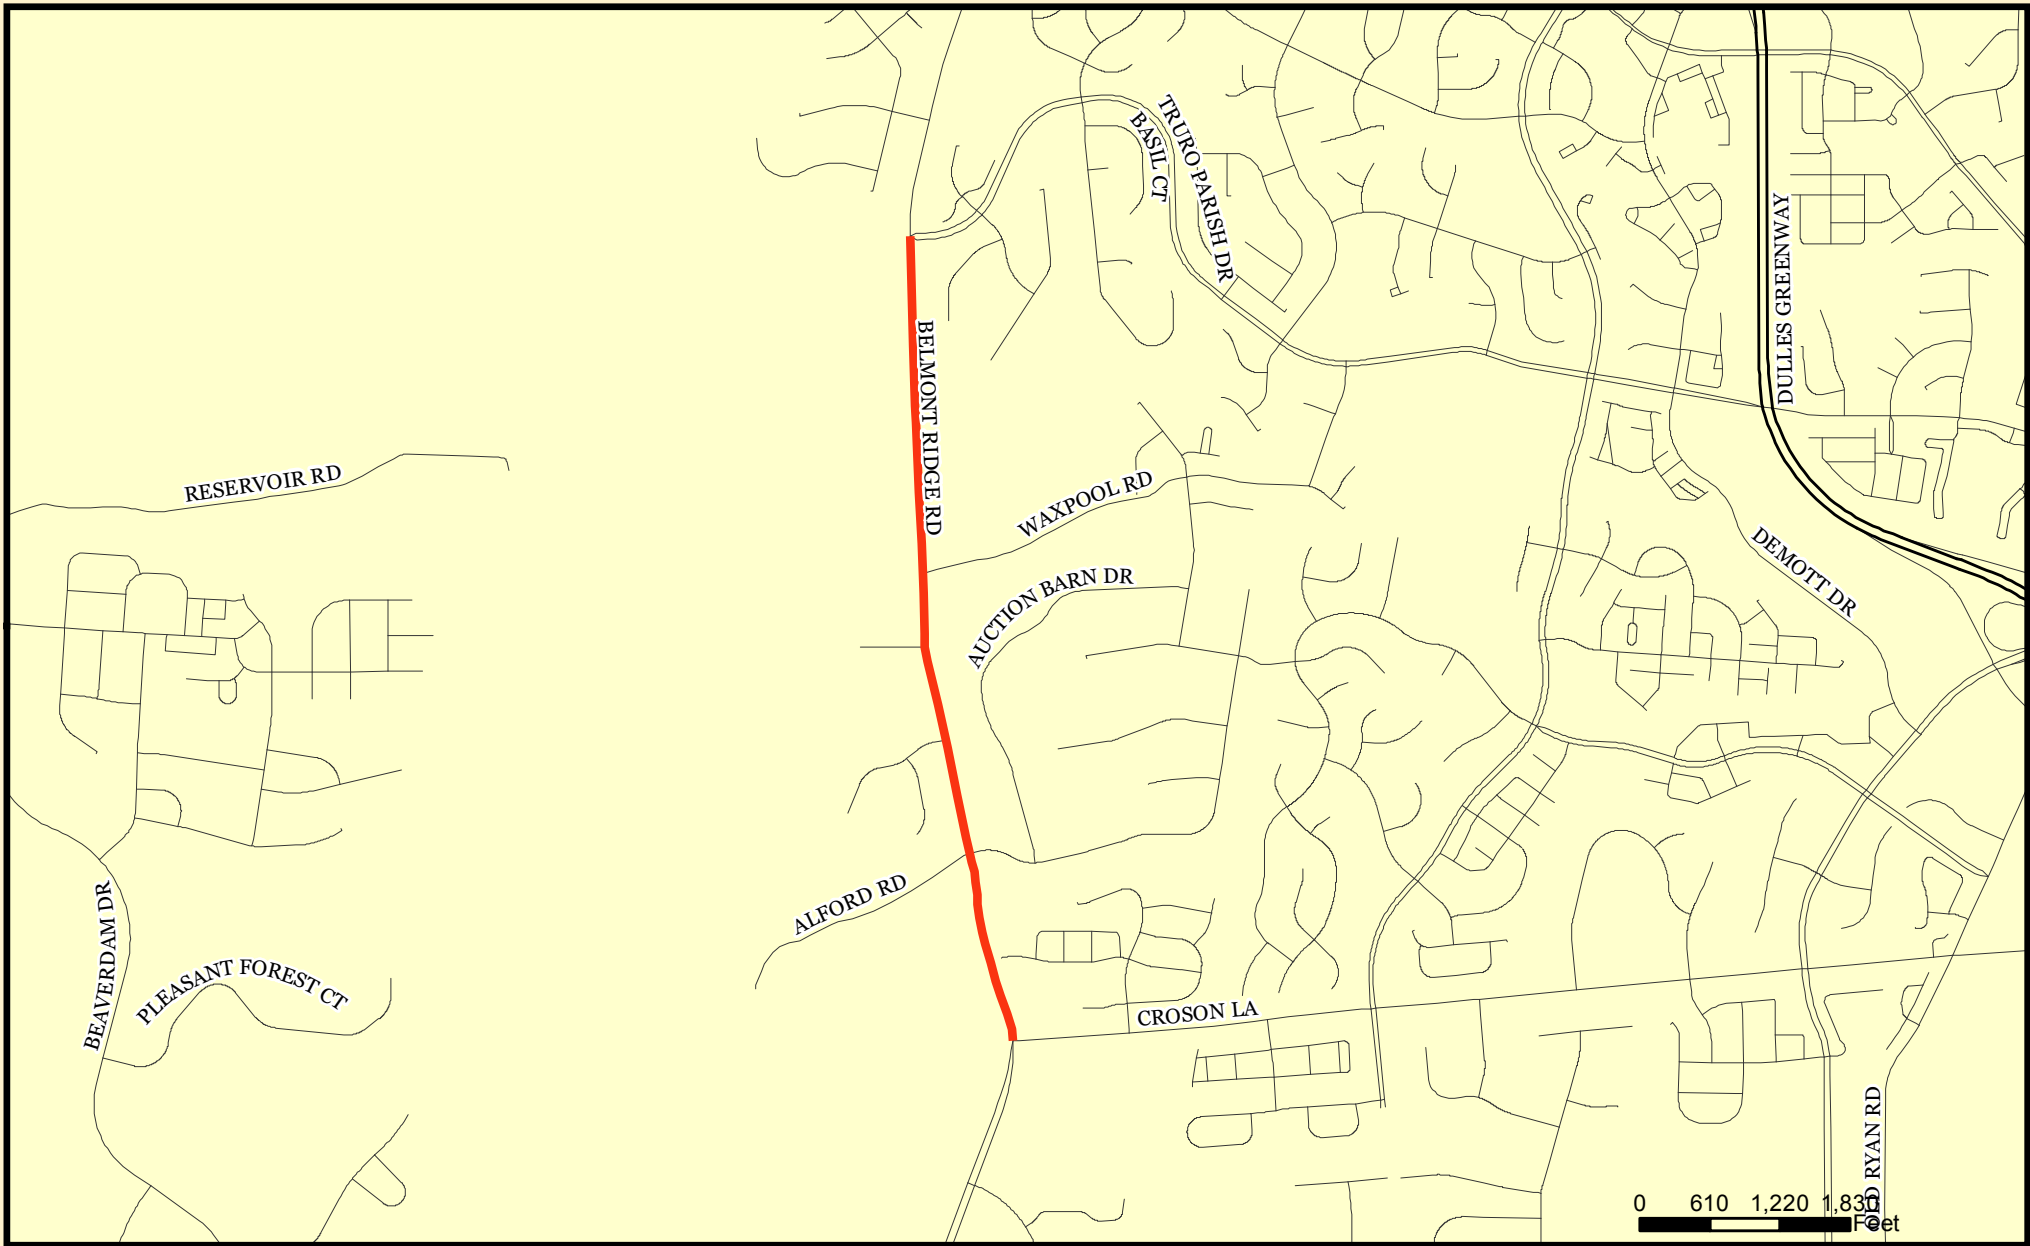 TRURO PARISH DR
BASIL CT
DULLES GREENWAY
BELMONT RIDGE RD
RESERVOIR RD
WAXPOOL RD
DEMOTT DR
AUCTION BARN DR
ALFORD RD
BEAVERDAM DR
PLEASANT FOREST CT
CROSON LA
OLD RYAN RD
0 610 1,220 1,830
Feet